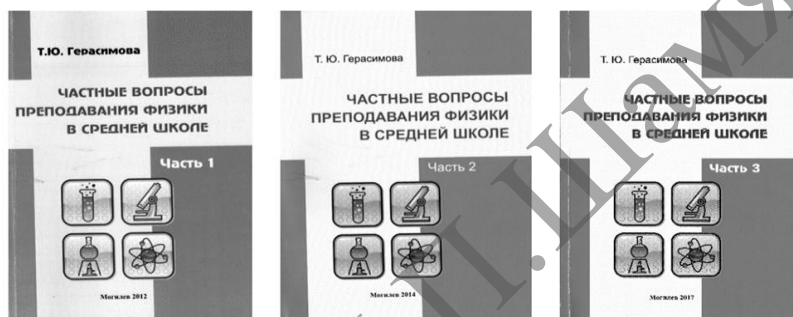 Т.Ю. Герасимова
ЧАСТНЫЕ ВОПРОСЫ
ПРЕПОДАВАНИЯ ФИЗИКИ
В СРЕДНЕЙ ШКОЛЕ
Часть 1
Могилев 2012
Т. Ю. Герасимова
ЧАСТНЫЕ ВОПРОСЫ
ПРЕПОДАВАНИЯ ФИЗИКИ
В СРЕДНЕЙ ШКОЛЕ
Часть 2
Могилев 2014
Т. Ю. Герасимова
ЧАСТНЫЕ ВОПРОСЫ
ПРЕПОДАВАНИЯ ФИЗИКИ
В СРЕДНЕЙ ШКОЛЕ
Часть 3
Могилев 2017